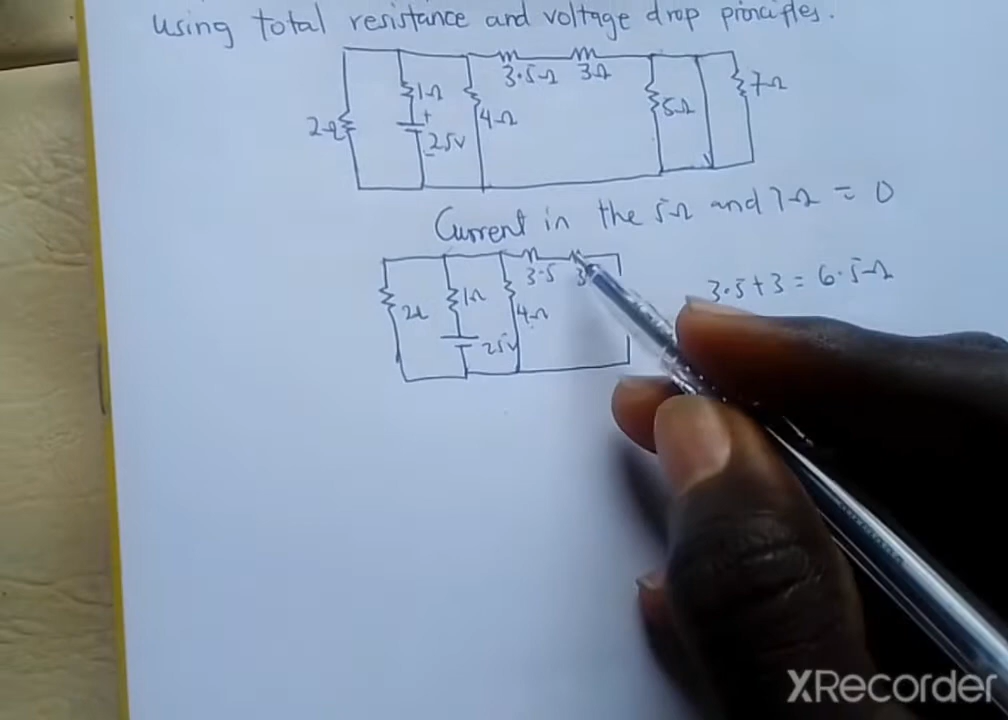 using total resistance and voltage drop principles.
3.5Ω 3Ω
1Ω 7Ω
2Ω + 4Ω 5Ω
- 25V
Current in the 5Ω and 7Ω = 0
3.5 3
2Ω 1Ω 4Ω 3.5+3 = 6.5Ω
25V
XRecorder